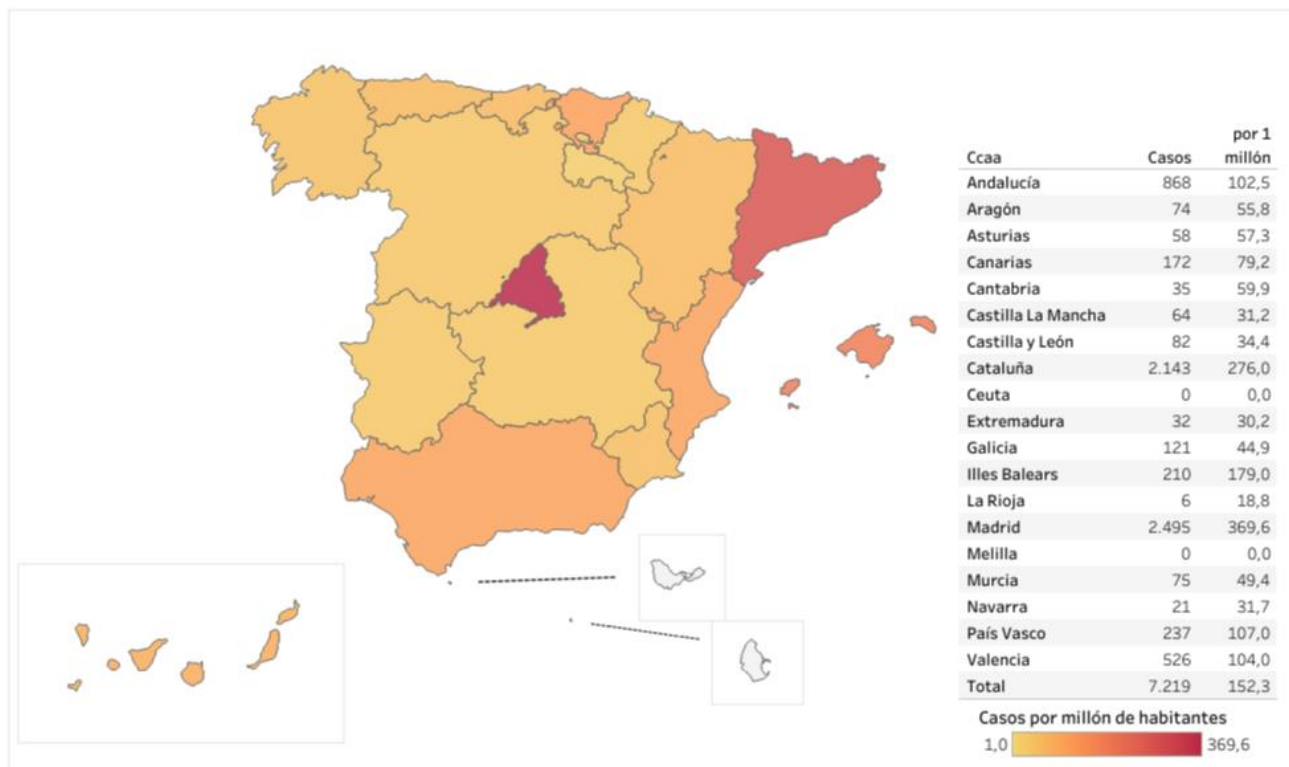 por 1
Ccaa Casos millón
Andalucía 868 102,5
Aragón 74 55,8
Asturias 58 57,3
Canarias 172 79,2
Cantabria 35 59,9
Castilla La Mancha 64 31,2
Castilla y León 82 34,4
Cataluña 2.143 276,0
Ceuta 0 0,0
Extremadura 32 30,2
Galicia 121 44,9
Illes Balears 210 179,0
La Rioja 6 18,8
Madrid 2.495 369,6
Melilla 0 0,0
Murcia 75 49,4
Navarra 21 31,7
País Vasco 237 107,0
Valencia 526 104,0
Total 7.219 152,3
Casos por millón de habitantes
1,0 369,6